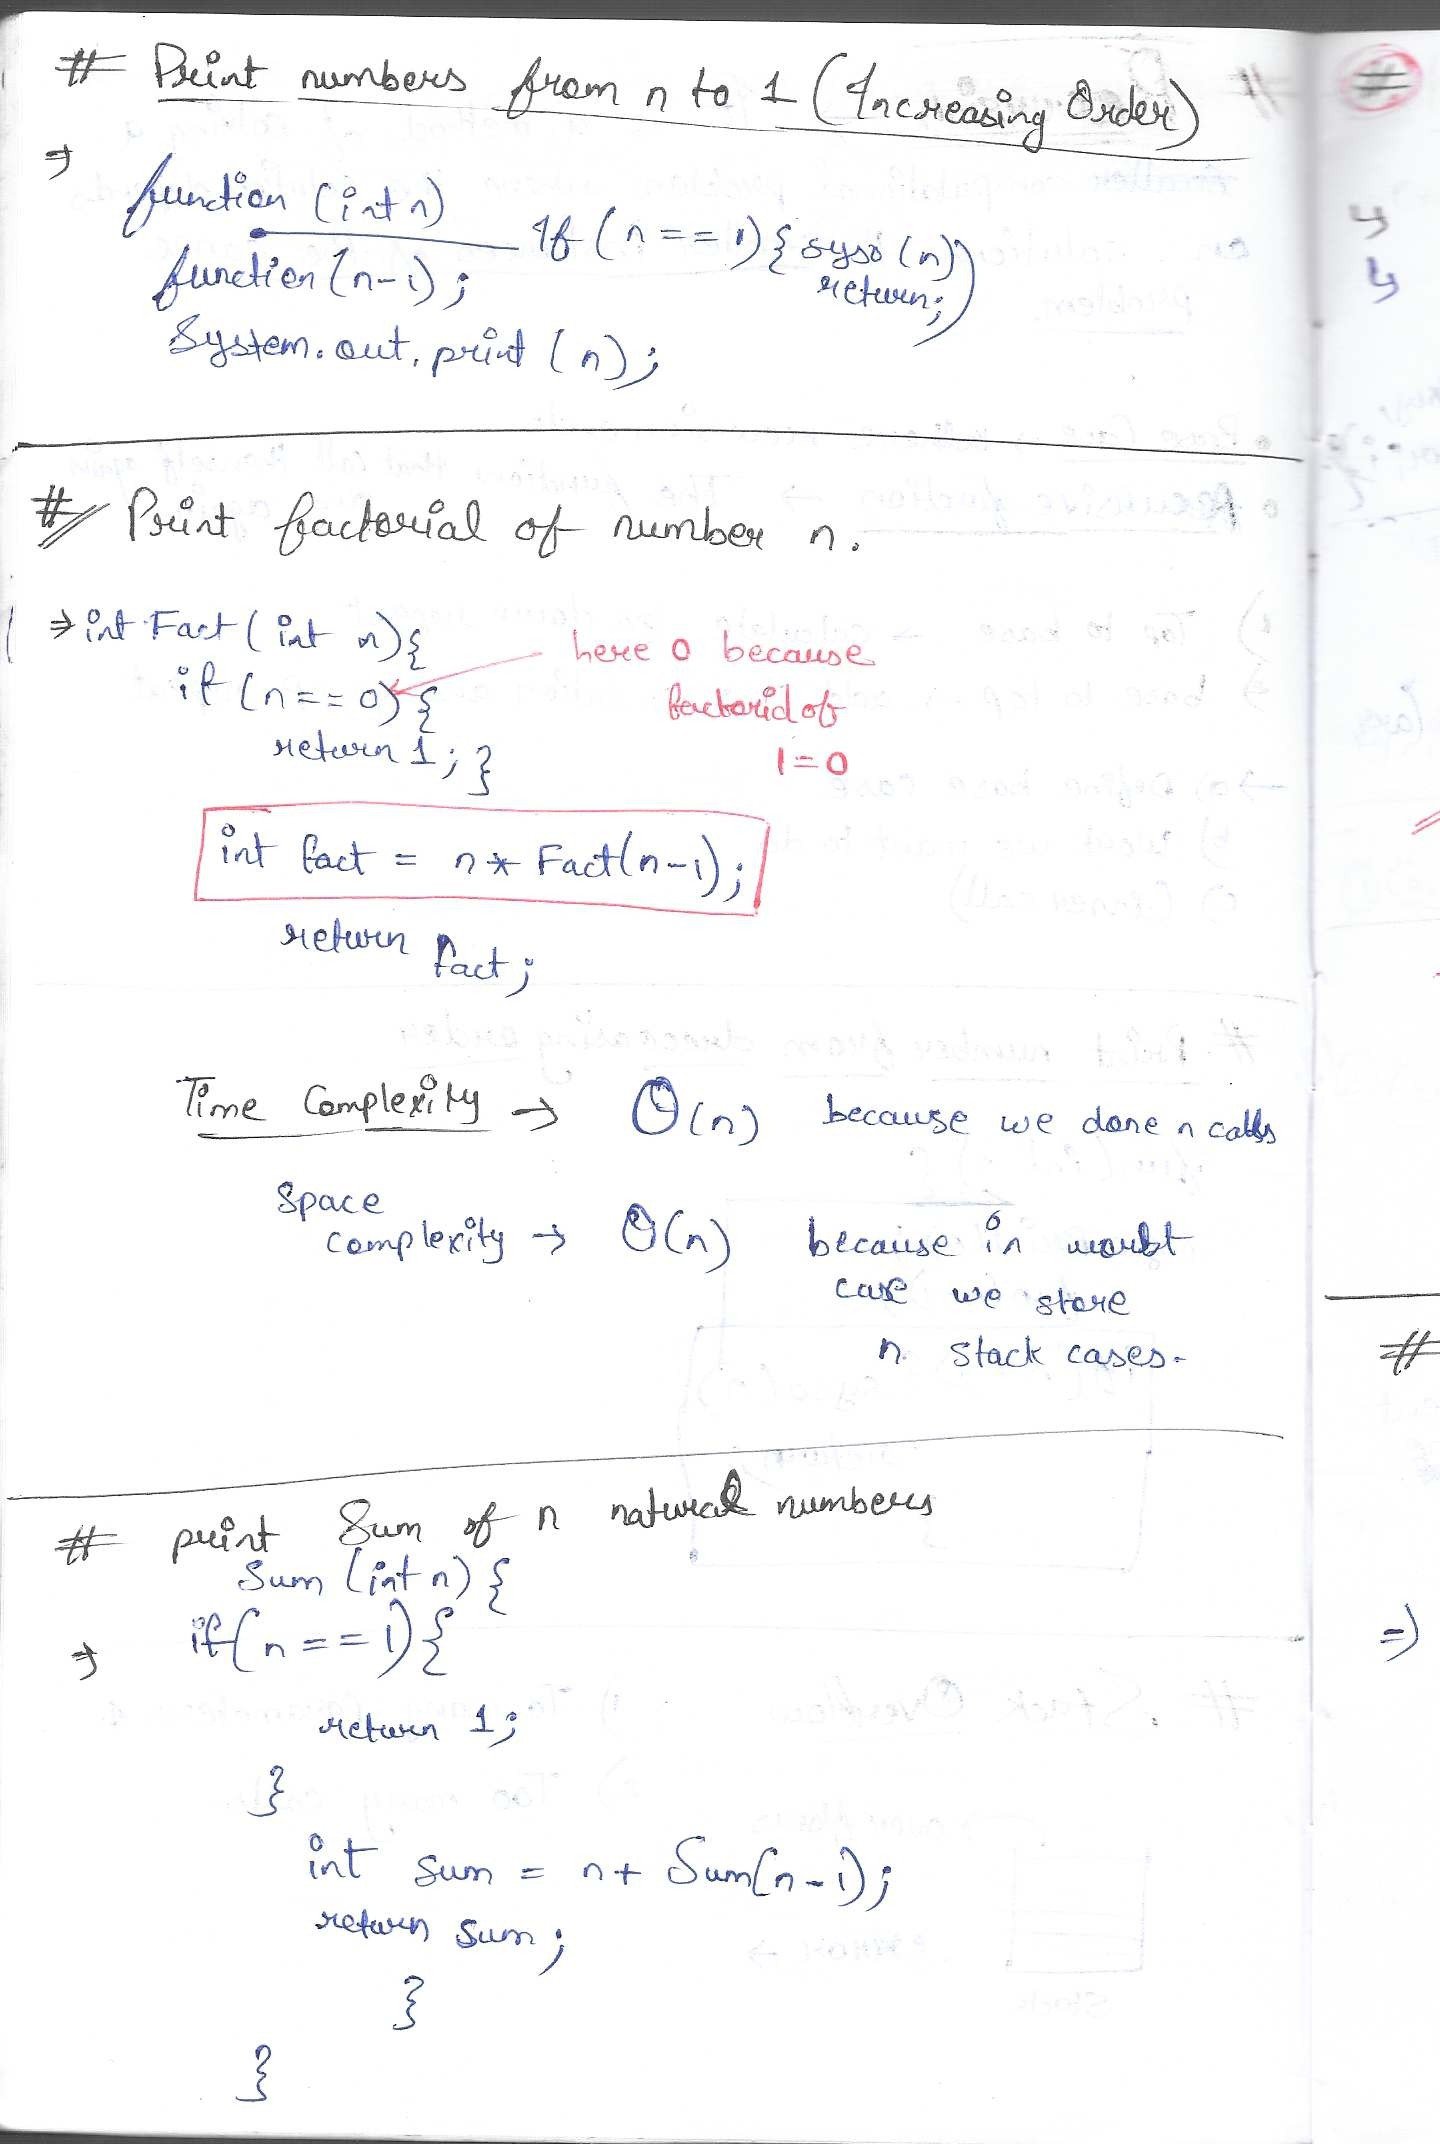 # Print numbers from n to 1 (Increasing Order)
⇒ function (int n)
If (n == 1) { syso (n)
return; }
function (n-1);
System.out.print (n);
# Print factorial of number n.
⇒ int Fact (int n) {
if (n == 0) {
return 1; }
here 0 because
factorial of
1=0
int fact = n * Fact(n-1);
return fact;
Time Complexity → O(n) because we done n calls
Space
complexity → O(n) because in
case we store
n stack cases.
# print Sum of n natural numbers
Sum (int n) {
⇒ if (n == 1) {
return 1;
}
int sum = n + Sum(n-1);
return sum;
}
}
#
#
⇒)